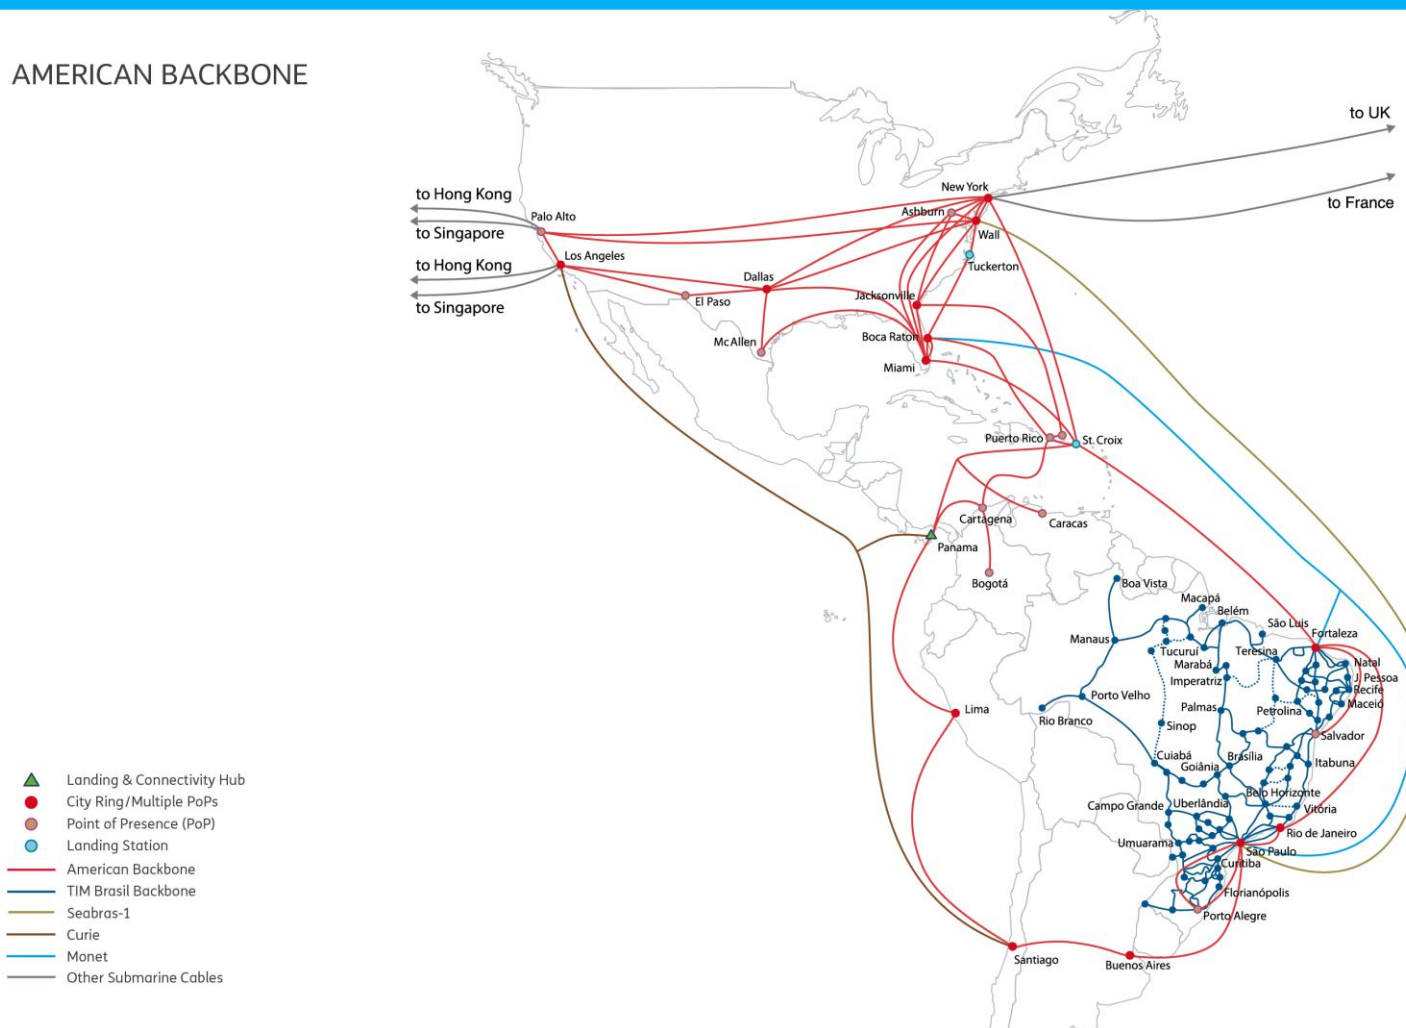 AMERICAN BACKBONE
to UK
to France
to Hong Kong
to Singapore
to Hong Kong
to Singapore
New York
Palo Alto
Ashburn
Wall
Los Angeles
Tuckerton
Dallas
Jacksonville
El Paso
Mc Allen
Boca Raton
Miami
Puerto Rico
St. Croix
Cartagena
Caracas
Panama
Bogotá
Boa Vista
Macapá
Belém
São Luis
Fortaleza
Manaus
Tucuruí
Teresina
Marabá
Natal
Imperatriz
J. Pessoa
Porto Velho
Recife
Palmas
Petrolina
Maceió
Lima
Rio Branco
Sinop
Salvador
Cuiabá
Brasília
Goiânia
Itabuna
Belo Horizonte
Campo Grande
Uberlândia
Vitória
Rio de Janeiro
Umuarama
São Paulo
Curitiba
Florianópolis
Porto Alegre
Santiago
Buenos Aires
Landing & Connectivity Hub
City Ring/Multiple PoPs
Point of Presence (PoP)
Landing Station
American Backbone
TIM Brasil Backbone
Seabras-1
Curie
Monet
Other Submarine Cables